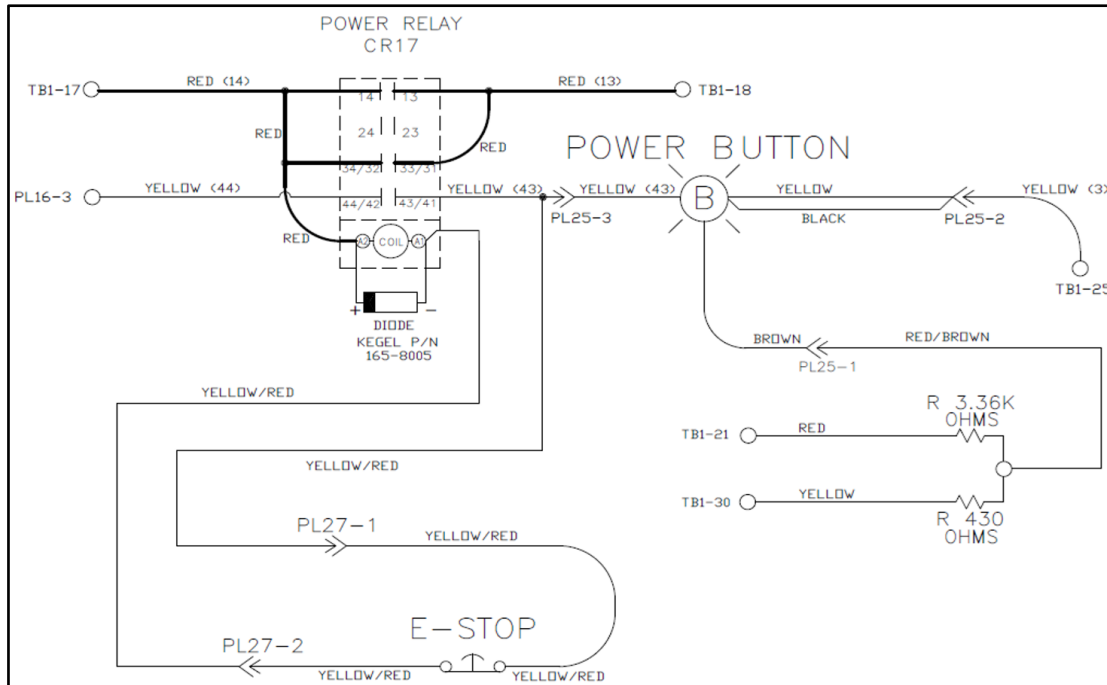 POWER RELAY
CR17
TB1-17
RED (14)
RED (13)
TB1-18
14
13
24
23
RED
RED
34/32
33/31
POWER BUTTON
PL16-3
YELLOW (44)
YELLOW (43)
YELLOW (43)
YELLOW
YELLOW (3)
44/42
43/41
PL25-3
B
BLACK
PL25-2
RED
A2
COIL
A1
TB1-25
+
-
DIODE
KEGEL P/N
165-8005
BROWN
RED/BROWN
PL25-1
YELLOW/RED
R 3.36K
OHMS
TB1-21
RED
YELLOW/RED
TB1-30
YELLOW
R 430
OHMS
PL27-1
YELLOW/RED
E-STOP
PL27-2
YELLOW/RED
YELLOW/RED